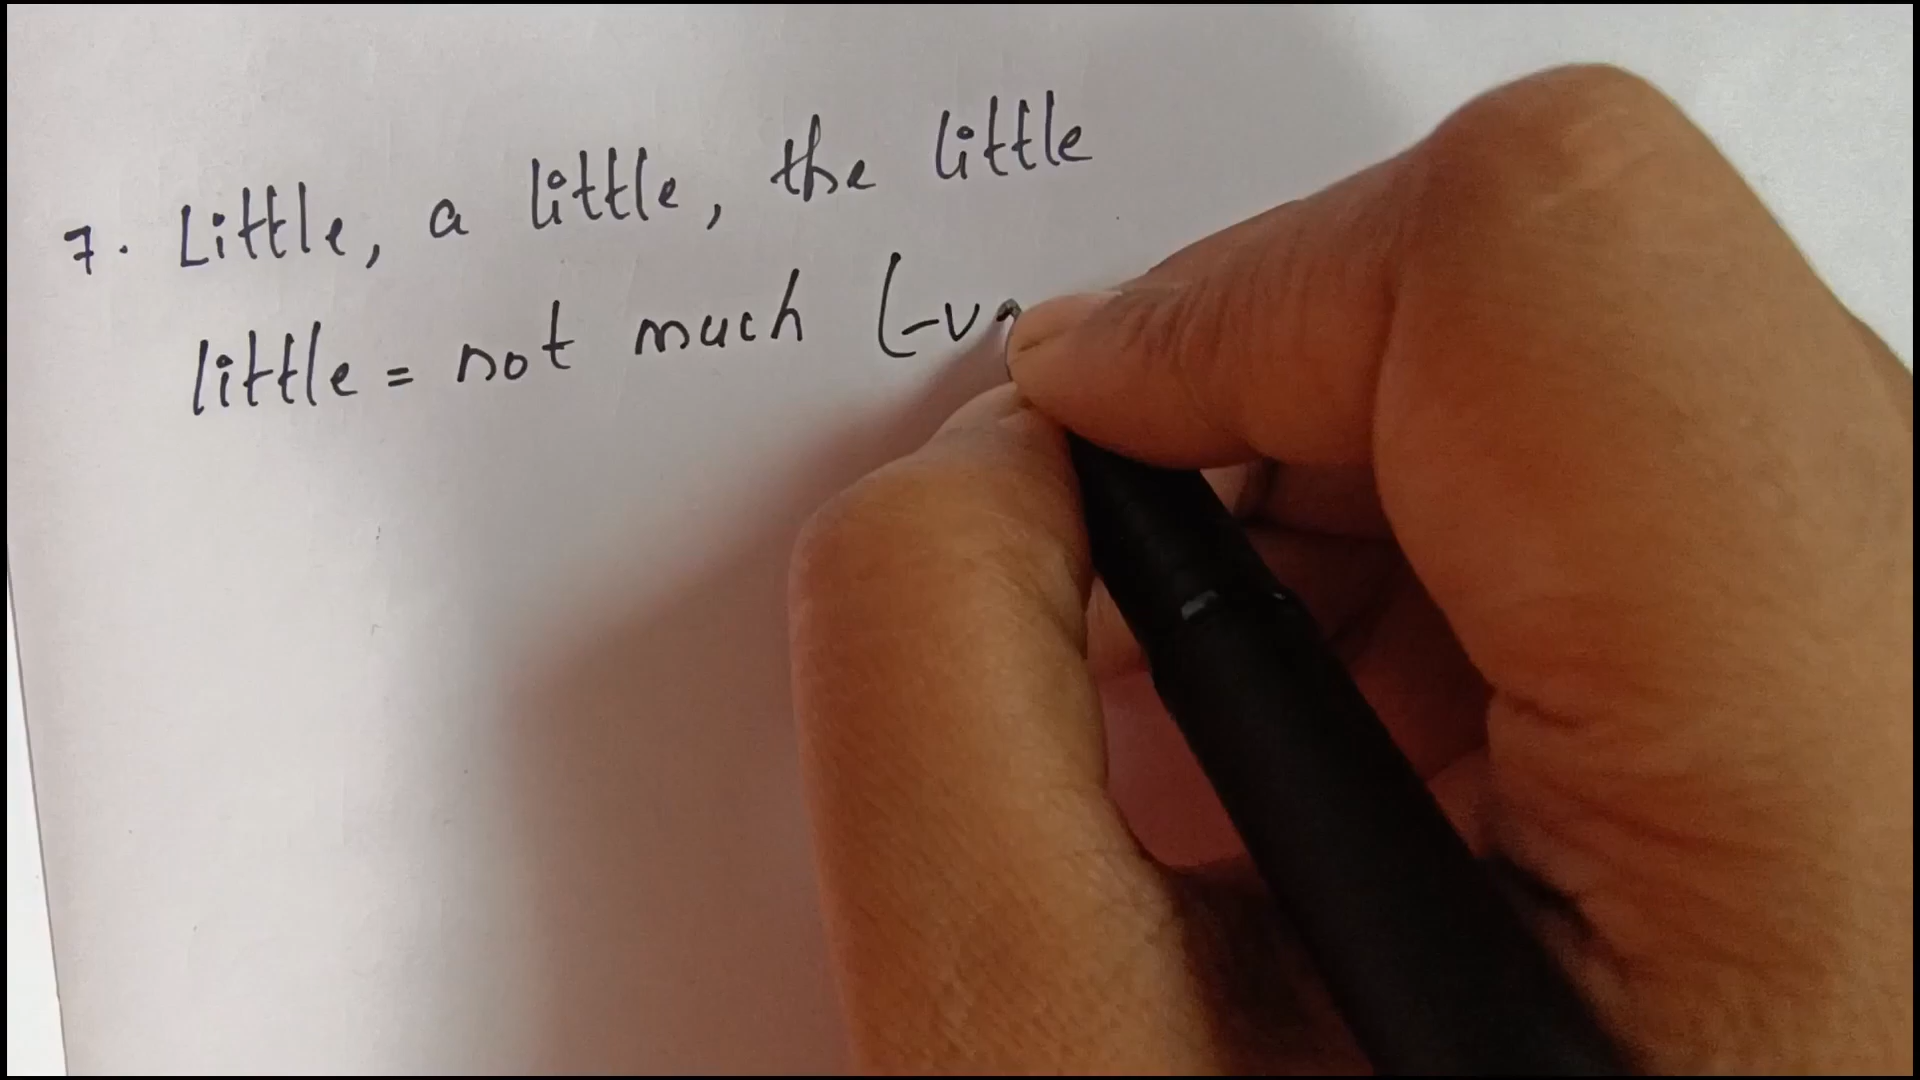 7. Little, a little, the little
little = not much (-v